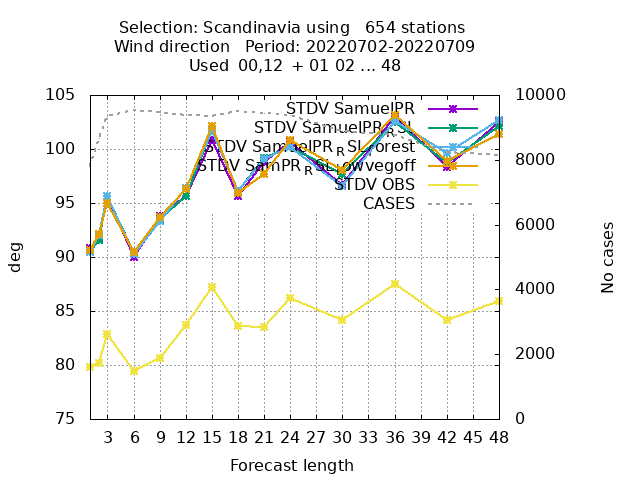 Selection: Scandinavia using 654 stations
Wind direction Period: 20220702-20220709
Used 00,12 + 01 02 ... 48
105
100
95
90
85
80
75
10000
8000
6000
4000
2000
0
deg
No cases
STDV SamuelPR
STDV OBS
CASES
3 6 9 12 15 18 21 24 27 30 33 36 39 42 45 48
Forecast length